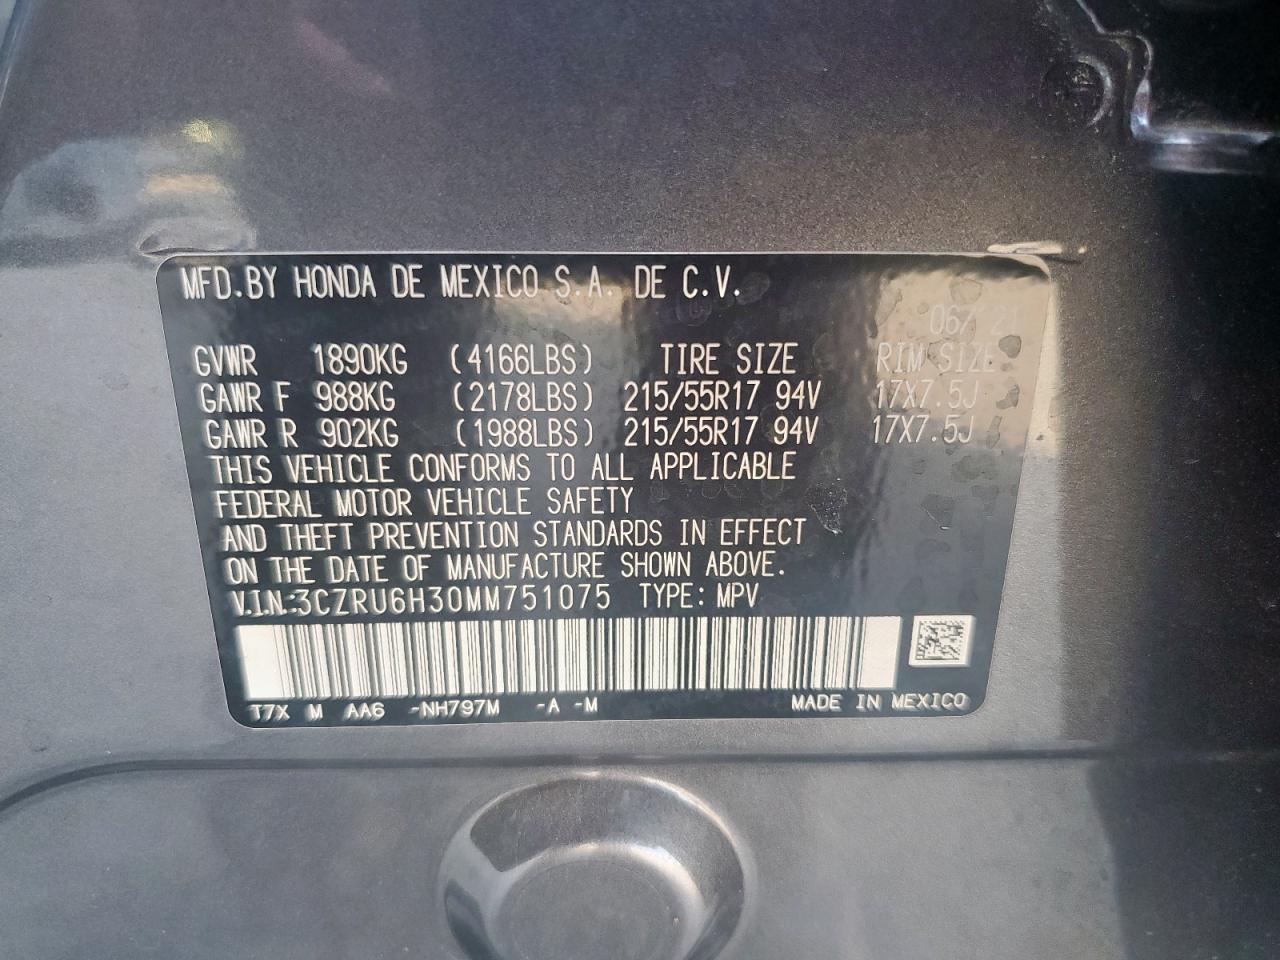 MFD.BY HONDA DE MEXICO S.A. DE C.V.
06/ 21
GVWR 1890KG (4166LBS) TIRE SIZE RIM SIZE
GAWR F 988KG (2178LBS) 215/55R17 94V 17X7.5J
GAWR R 902KG (1988LBS) 215/55R17 94V 17X7.5J
THIS VEHICLE CONFORMS TO ALL APPLICABLE
FEDERAL MOTOR VEHICLE SAFETY
AND THEFT PREVENTION STANDARDS IN EFFECT
ON THE DATE OF MANUFACTURE SHOWN ABOVE.
V.I.N.:3CZRU6H30MM751075 TYPE: MPV
T7X M AA6 -NH797M -A -M MADE IN MEXICO